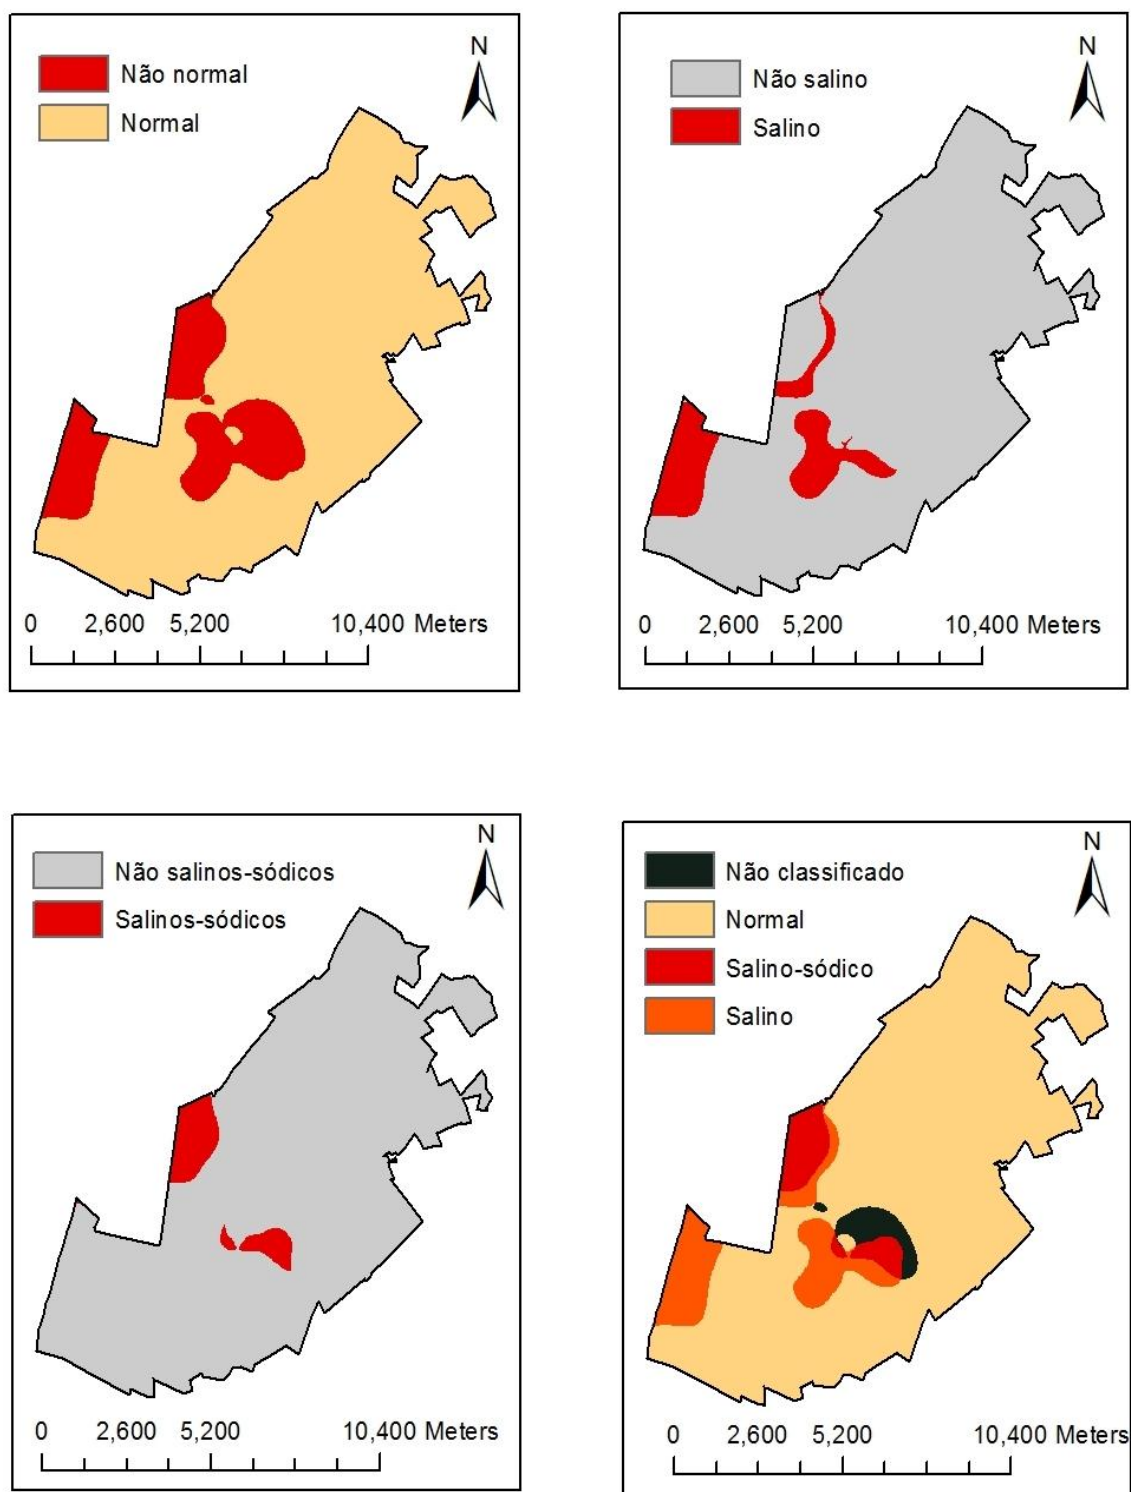 N
Não normal
Normal
0 2,600 5,200 10,400 Meters
N
Não salino
Salino
0 2,600 5,200 10,400 Meters
N
Não salinos-sódicos
Salinos-sódicos
0 2,600 5,200 10,400 Meters
N
Não classificado
Normal
Salino-sódico
Salino
0 2,600 5,200 10,400 Meters